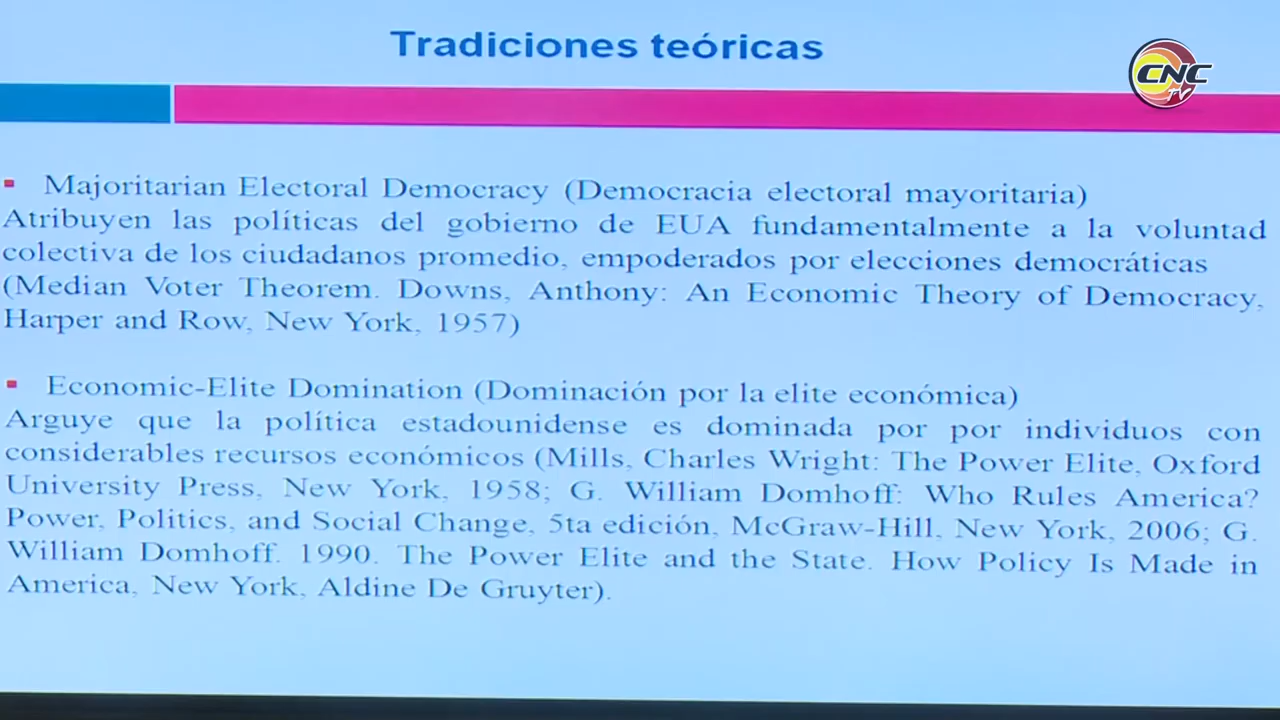 Tradiciones teóricas
CNC
TV
Majoritarian Electoral Democracy (Democracia electoral mayoritaria)
Atribuyen las políticas del gobierno de EUA fundamentalmente a la voluntad
colectiva de los ciudadanos promedio, empoderados por elecciones democráticas
(Median Voter Theorem. Downs, Anthony: An Economic Theory of Democracy,
Harper and Row, New York, 1957)
Economic-Elite Domination (Dominación por la elite económica)
Arguye que la política estadounidense es dominada por por individuos con
considerables recursos económicos (Mills, Charles Wright: The Power Elite, Oxford
University Press, New York, 1958; G. William Domhoff: Who Rules America?
Power, Politics, and Social Change, 5ta edición, McGraw-Hill, New York, 2006; G.
William Domhoff. 1990. The Power Elite and the State. How Policy Is Made in
America, New York, Aldine De Gruyter).